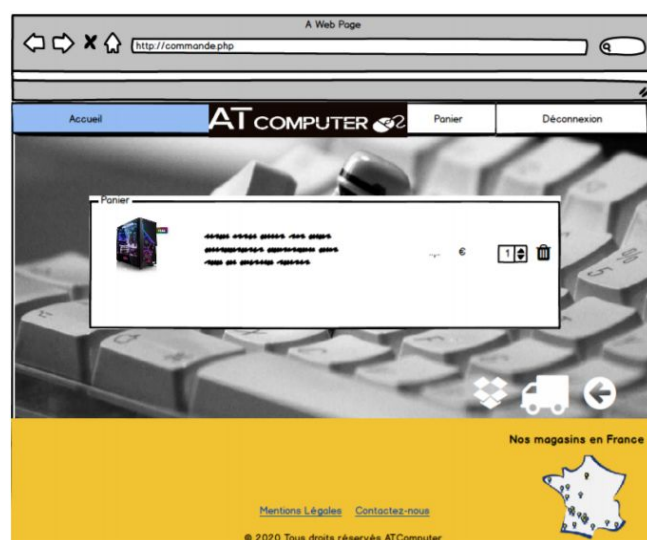 A Web Page
http://commande.php
Accueil
AT COMPUTER
Panier
Déconnexion
Panier
€
1
Nos magasins en France
Mentions Légales Contactez-nous
© 2020 Tous droits réservés ATComputer